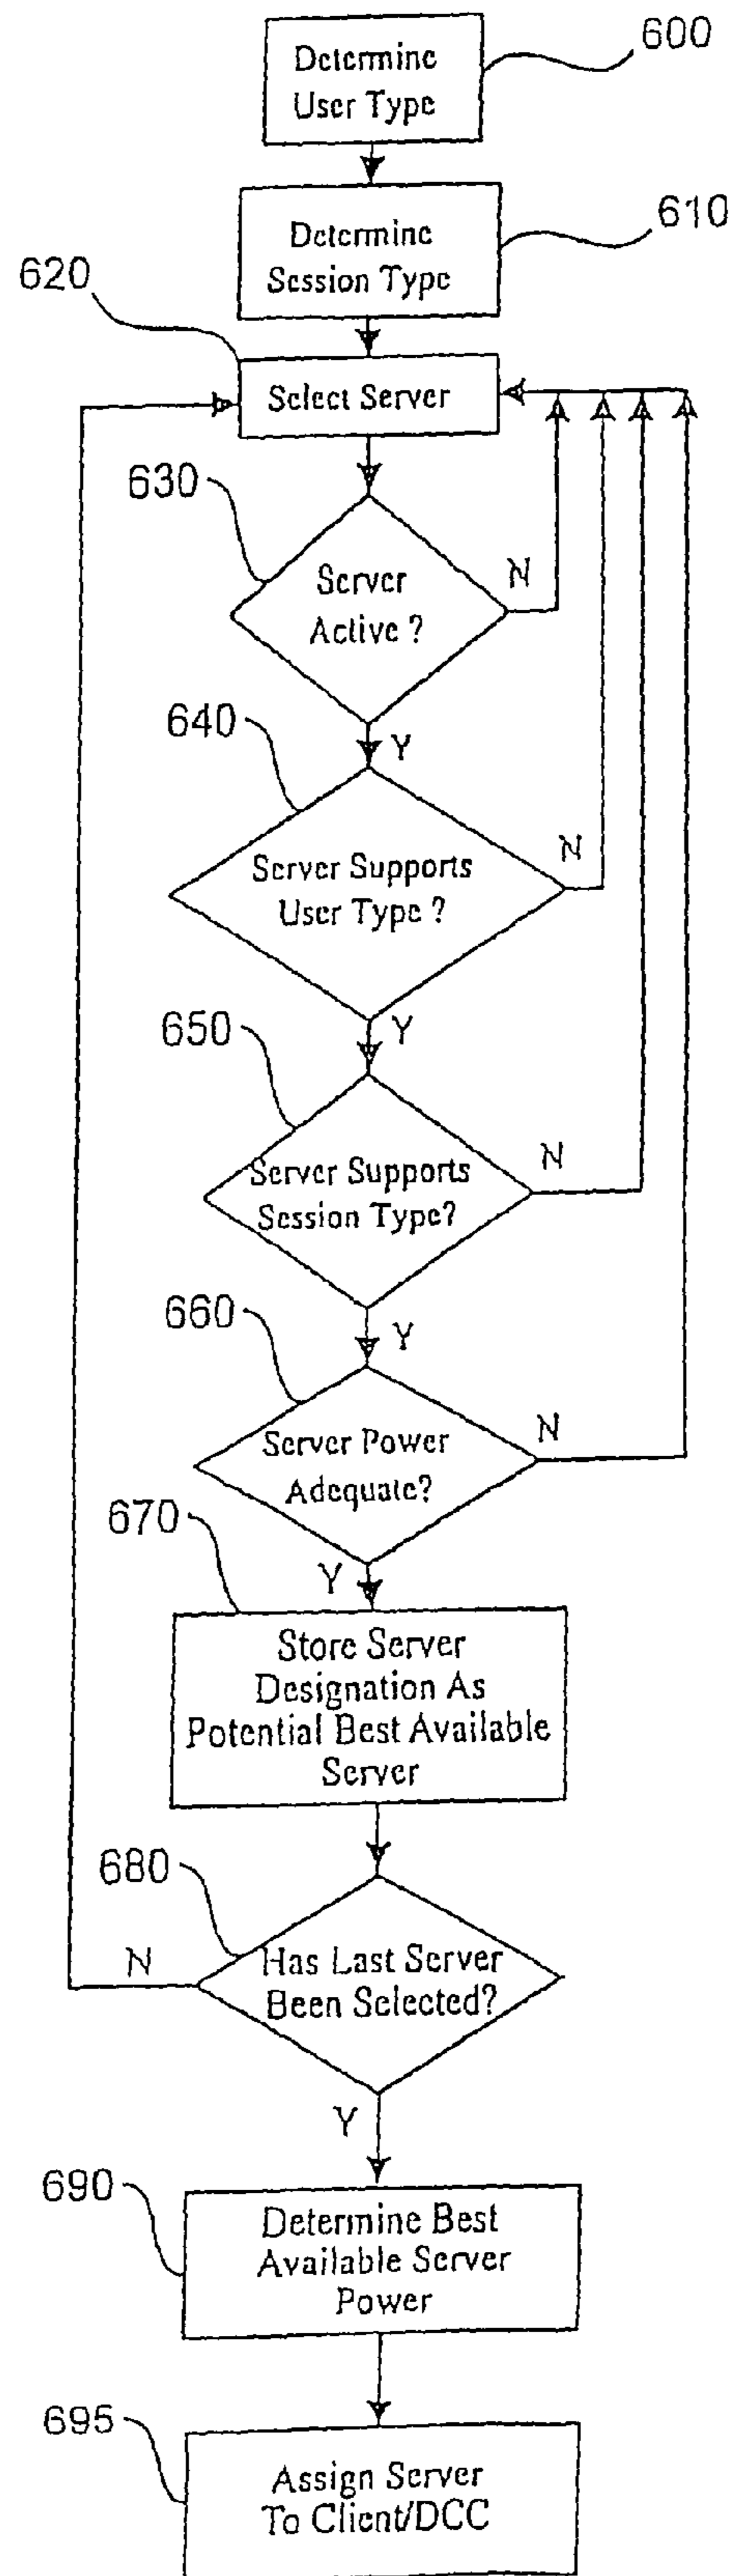 600
Determine
User Type
610
Determine
Session Type
620
Select Server
630
Server
Active ?
N
Y
640
Server Supports
User Type ?
N
Y
650
Server Supports
Session Type?
N
Y
660
Server Power
Adequate?
N
Y
670
Store Server
Designation As
Potential Best Available
Server
680
Has Last Server
Been Selected?
N
Y
690
Determine Best
Available Server
Power
695
Assign Server
To Client/DCC